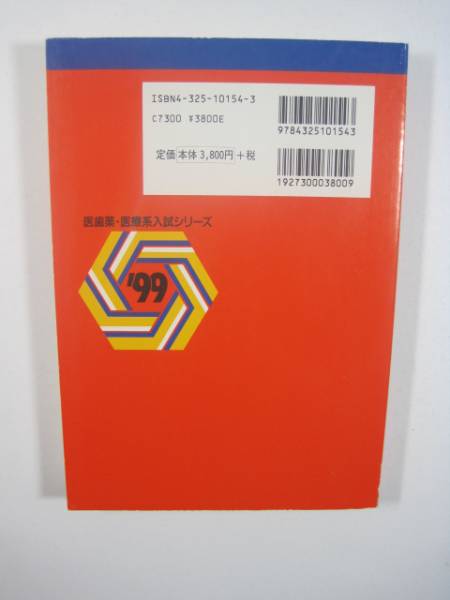 ISBN4-325-10154-3
C7300 ¥3800E
定価 本体 3,800円 +税
9784325101543
1927300038009
医歯薬・医療系入試シリーズ
'99